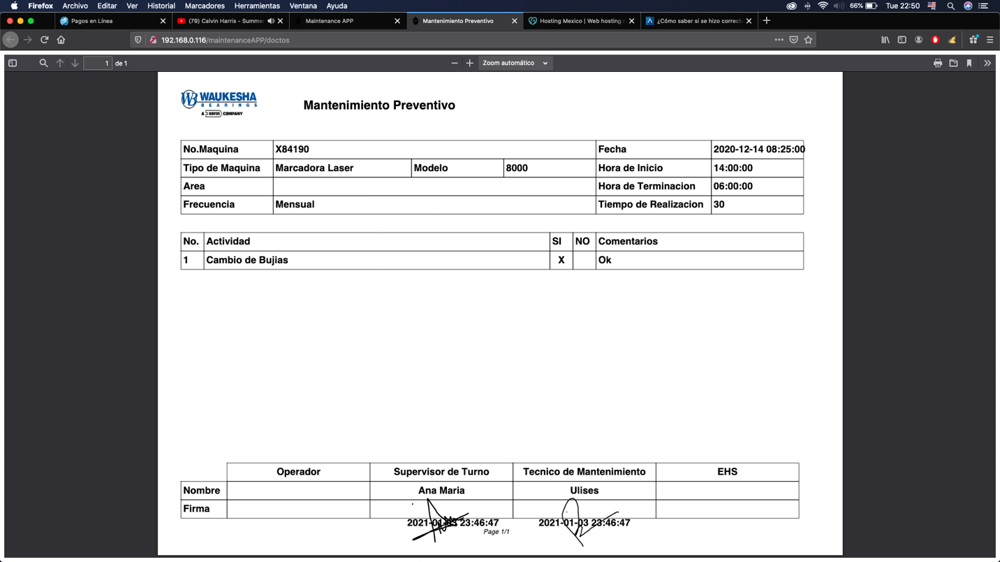 Firefox Archivo Editar Ver Historial Marcadores Herramientas Ventana Ayuda 66% Tue 22:50
Pagos en Línea (79) Calvin Harris - Summer Maintenance APP Mantenimiento Preventivo Hosting Mexico | Web hosting ¿Cómo saber si se hizo correct
192.168.0.116/maintenanceAPP/doctos
1 de 1 Zoom automático
WB WAUKESHA
BEARINGS
A DOVER COMPANY
Mantenimiento Preventivo
No.Maquina X84190 Fecha 2020-12-14 08:25:00
Tipo de Maquina Marcadora Laser Modelo 8000 Hora de Inicio 14:00:00
Area Hora de Terminacion 06:00:00
Frecuencia Mensual Tiempo de Realizacion 30
No. Actividad SI NO Comentarios
1 Cambio de Bujias X Ok
Operador Supervisor de Turno Tecnico de Mantenimiento EHS
Nombre Ana Maria Ulises
Firma
2021-01-03 23:46:47 2021-01-03 23:46:47
Page 1/1